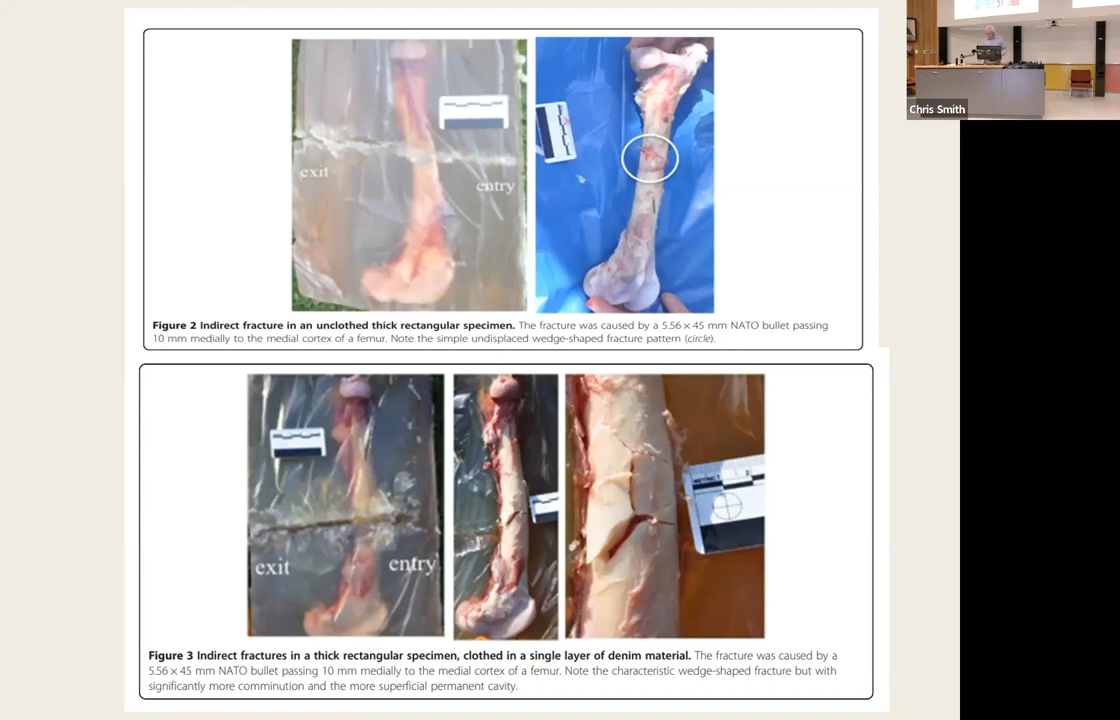 Chris Smith
exit
entry
Figure 2 Indirect fracture in an unclothed thick rectangular specimen. The fracture was caused by a 5.56 × 45 mm NATO bullet passing
10 mm medially to the medial cortex of a femur. Note the simple undisplaced wedge-shaped fracture pattern (circle).
exit
entry
METRIC 1
Figure 3 Indirect fractures in a thick rectangular specimen, clothed in a single layer of denim material. The fracture was caused by a
5.56 × 45 mm NATO bullet passing 10 mm medially to the medial cortex of a femur. Note the characteristic wedge-shaped fracture but with
significantly more comminution and the more superficial permanent cavity.